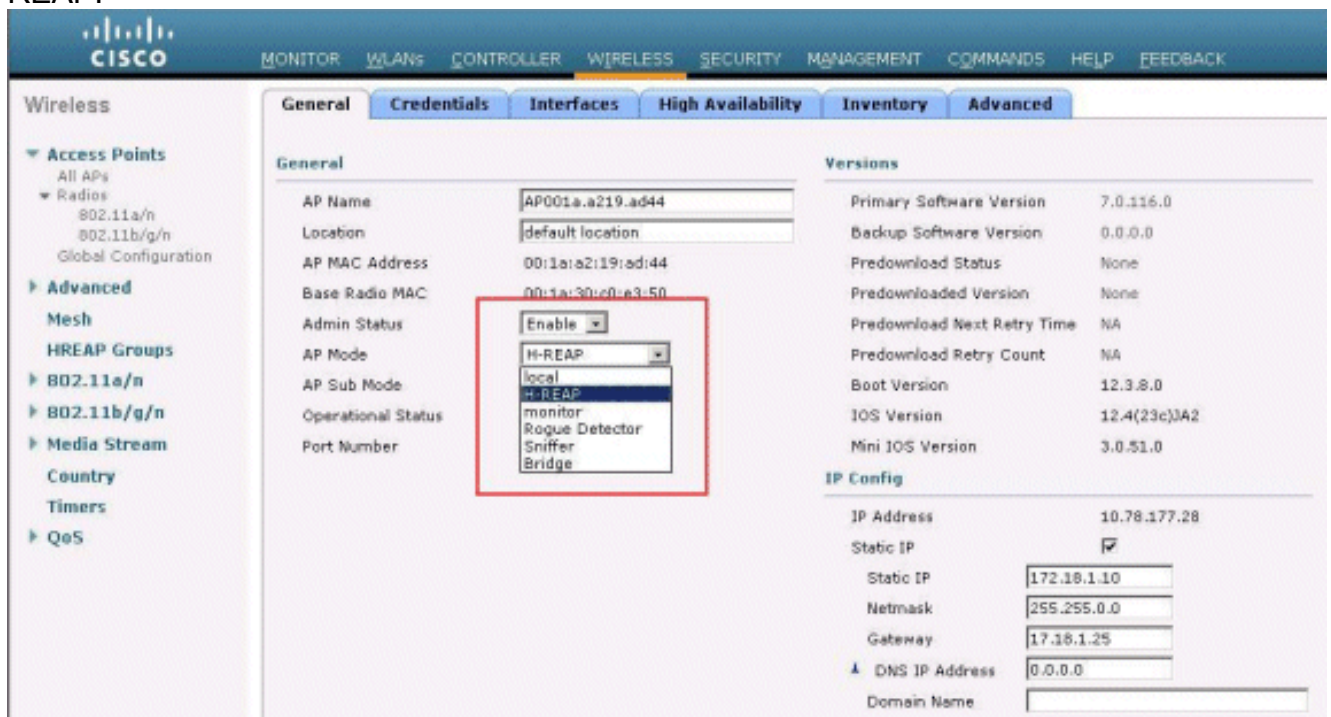 CISCO
MONITOR WLANs CONTROLLER WIRELESS SECURITY MANAGEMENT COMMANDS HELP FEEDBACK
Wireless
Access Points
All APs
Radios
802.11a/n
802.11b/g/n
Global Configuration
Advanced
Mesh
HREAP Groups
802.11a/n
802.11b/g/n
Media Stream
Country
Timers
QoS
General Credentials Interfaces High Availability Inventory Advanced
General
AP Name AP001a.a219.ad44
Location default location
AP MAC Address 00:1a:a2:19:ad:44
Base Radio MAC 00:1a:30:c0:e3:50
Admin Status Enable
AP Mode H-REAP
local
H-REAP
monitor
Rogue Detector
Sniffer
Bridge
AP Sub Mode
Operational Status
Port Number
Versions
Primary Software Version 7.0.116.0
Backup Software Version 0.0.0.0
Predownload Status None
Predownloaded Version None
Predownload Next Retry Time NA
Predownload Retry Count NA
Boot Version 12.3.8.0
IOS Version 12.4(23c)JA2
Mini IOS Version 3.0.51.0
IP Config
IP Address 10.78.177.28
Static IP
Static IP 172.18.1.10
Netmask 255.255.0.0
Gateway 17.18.1.25
DNS IP Address 0.0.0.0
Domain Name